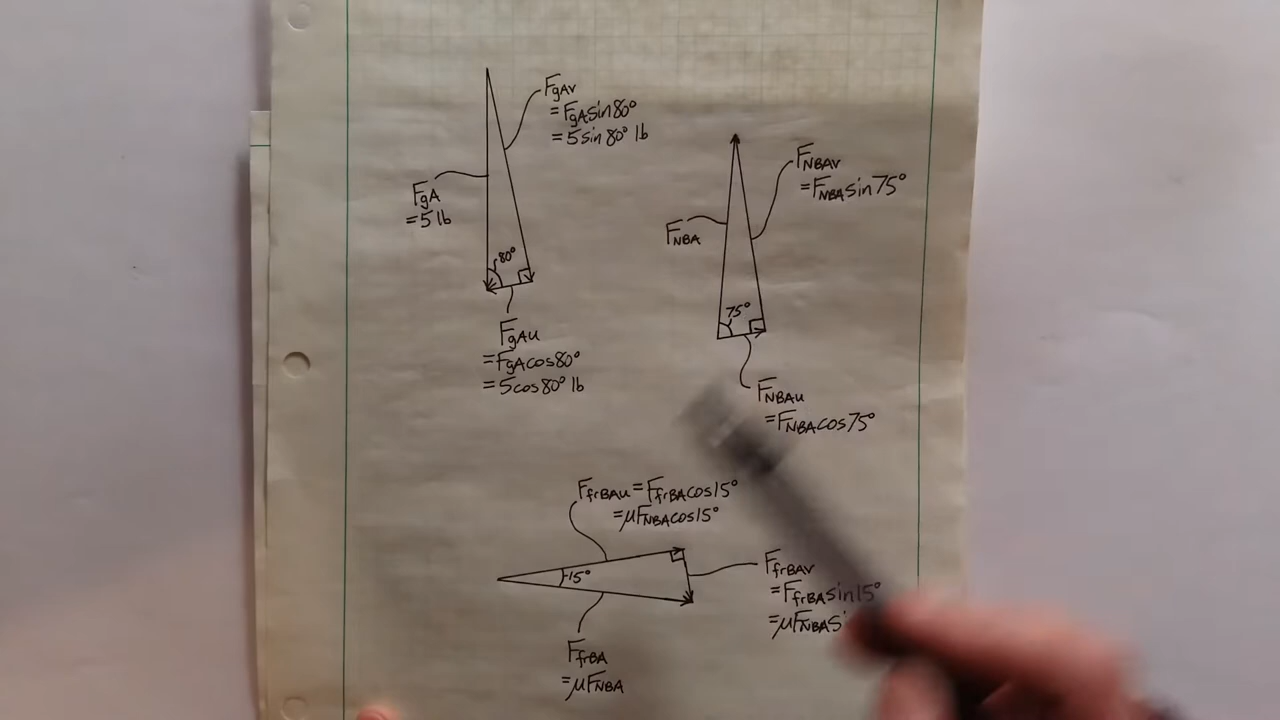 FgAV
= FgAsin80°
= 5sin80° lb
FgA
= 5 lb
80°
FgAu
= FgAcos80°
= 5cos80° lb
FNBAV
= FNBAsin75°
FNBA
75°
FNBAu
= FNBAcos75°
FfrBAu = FfrBAcos15°
= μFNBAcos15°
15°
FfrBAV
= FfrBAsin15°
= μFNBAsi
FfrBA
= μFNBA